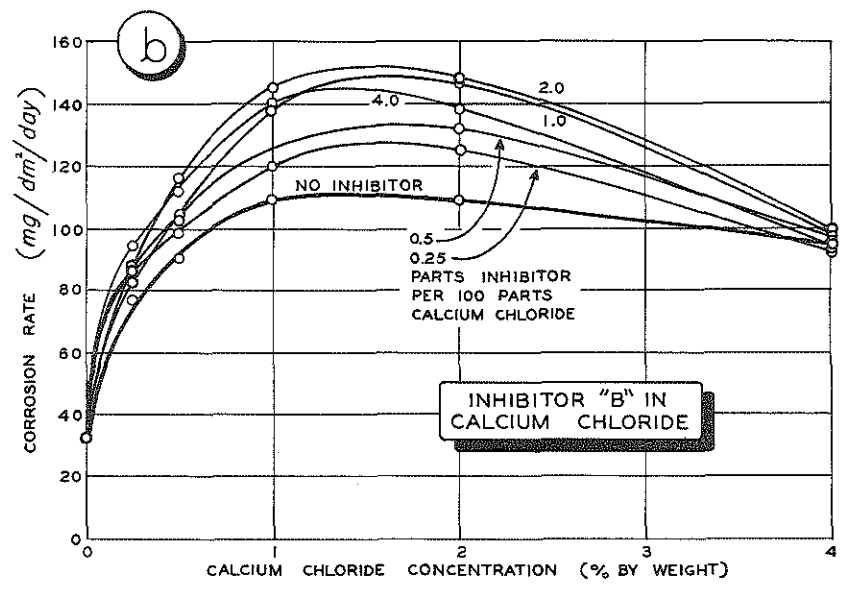 b
160
140
120
100
80
60
40
20
0
CORROSION RATE (mg/dm²/day)
2.0
1.0
4.0
NO INHIBITOR
0.5
0.25
PARTS INHIBITOR
PER 100 PARTS
CALCIUM CHLORIDE
INHIBITOR "B" IN
CALCIUM CHLORIDE
0 1 2 3 4
CALCIUM CHLORIDE CONCENTRATION (% BY WEIGHT)